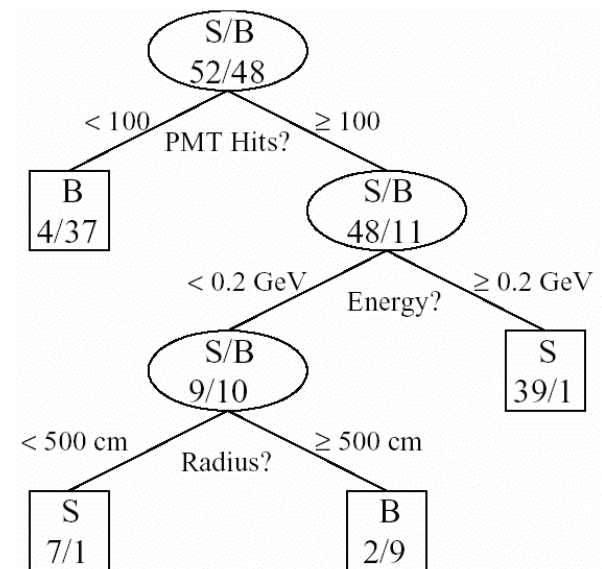 S/B
52/48
< 100
PMT Hits?
≥ 100
B
4/37
S/B
48/11
< 0.2 GeV
Energy?
≥ 0.2 GeV
S/B
9/10
S
39/1
< 500 cm
Radius?
≥ 500 cm
S
7/1
B
2/9